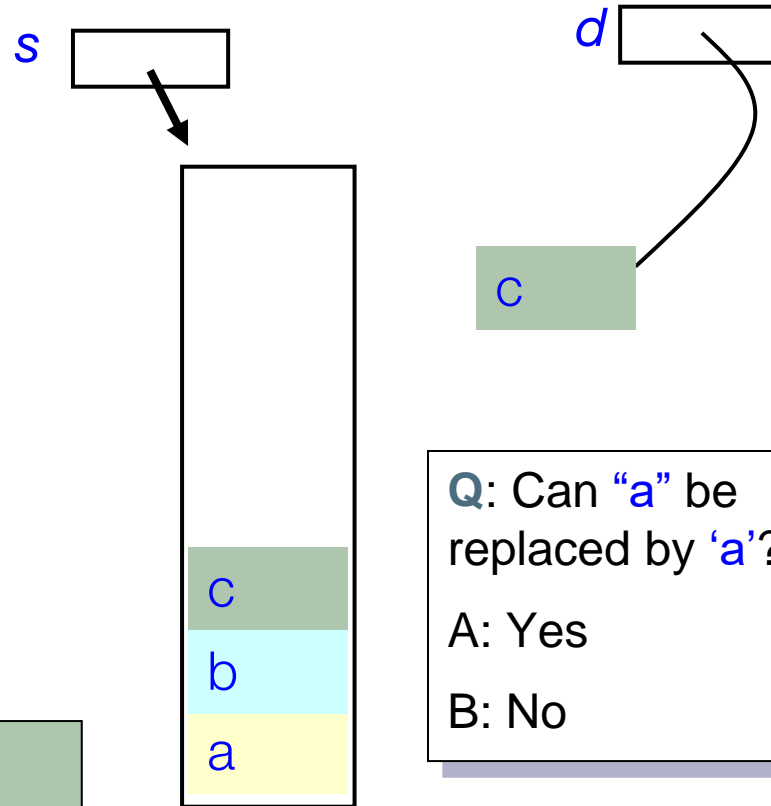 s
d
c
Q: Can “a” be
replaced by ‘a’?
A: Yes
B: No
c
b
a